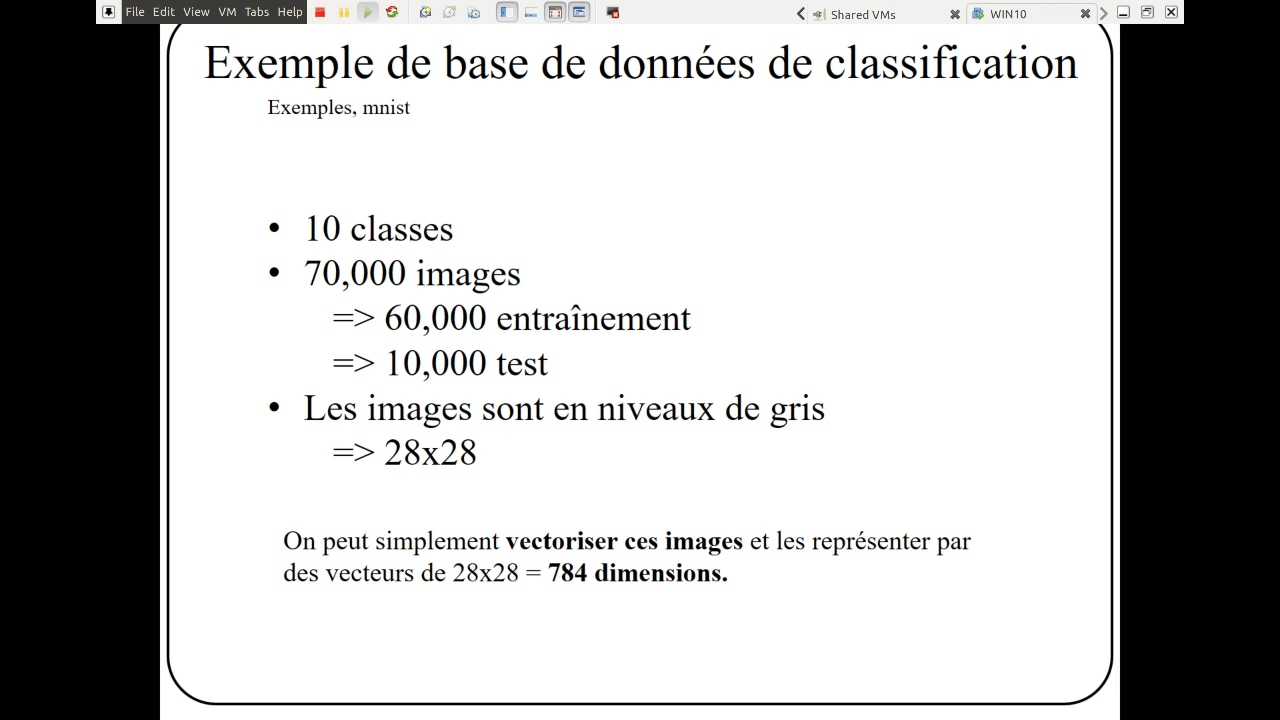 File Edit View VM Tabs Help
Shared VMs
WIN10
Exemple de base de données de classification
Exemples, mnist
• 10 classes
• 70,000 images
=> 60,000 entraînement
=> 10,000 test
• Les images sont en niveaux de gris
=> 28x28
On peut simplement vectoriser ces images et les représenter par
des vecteurs de 28x28 = 784 dimensions.